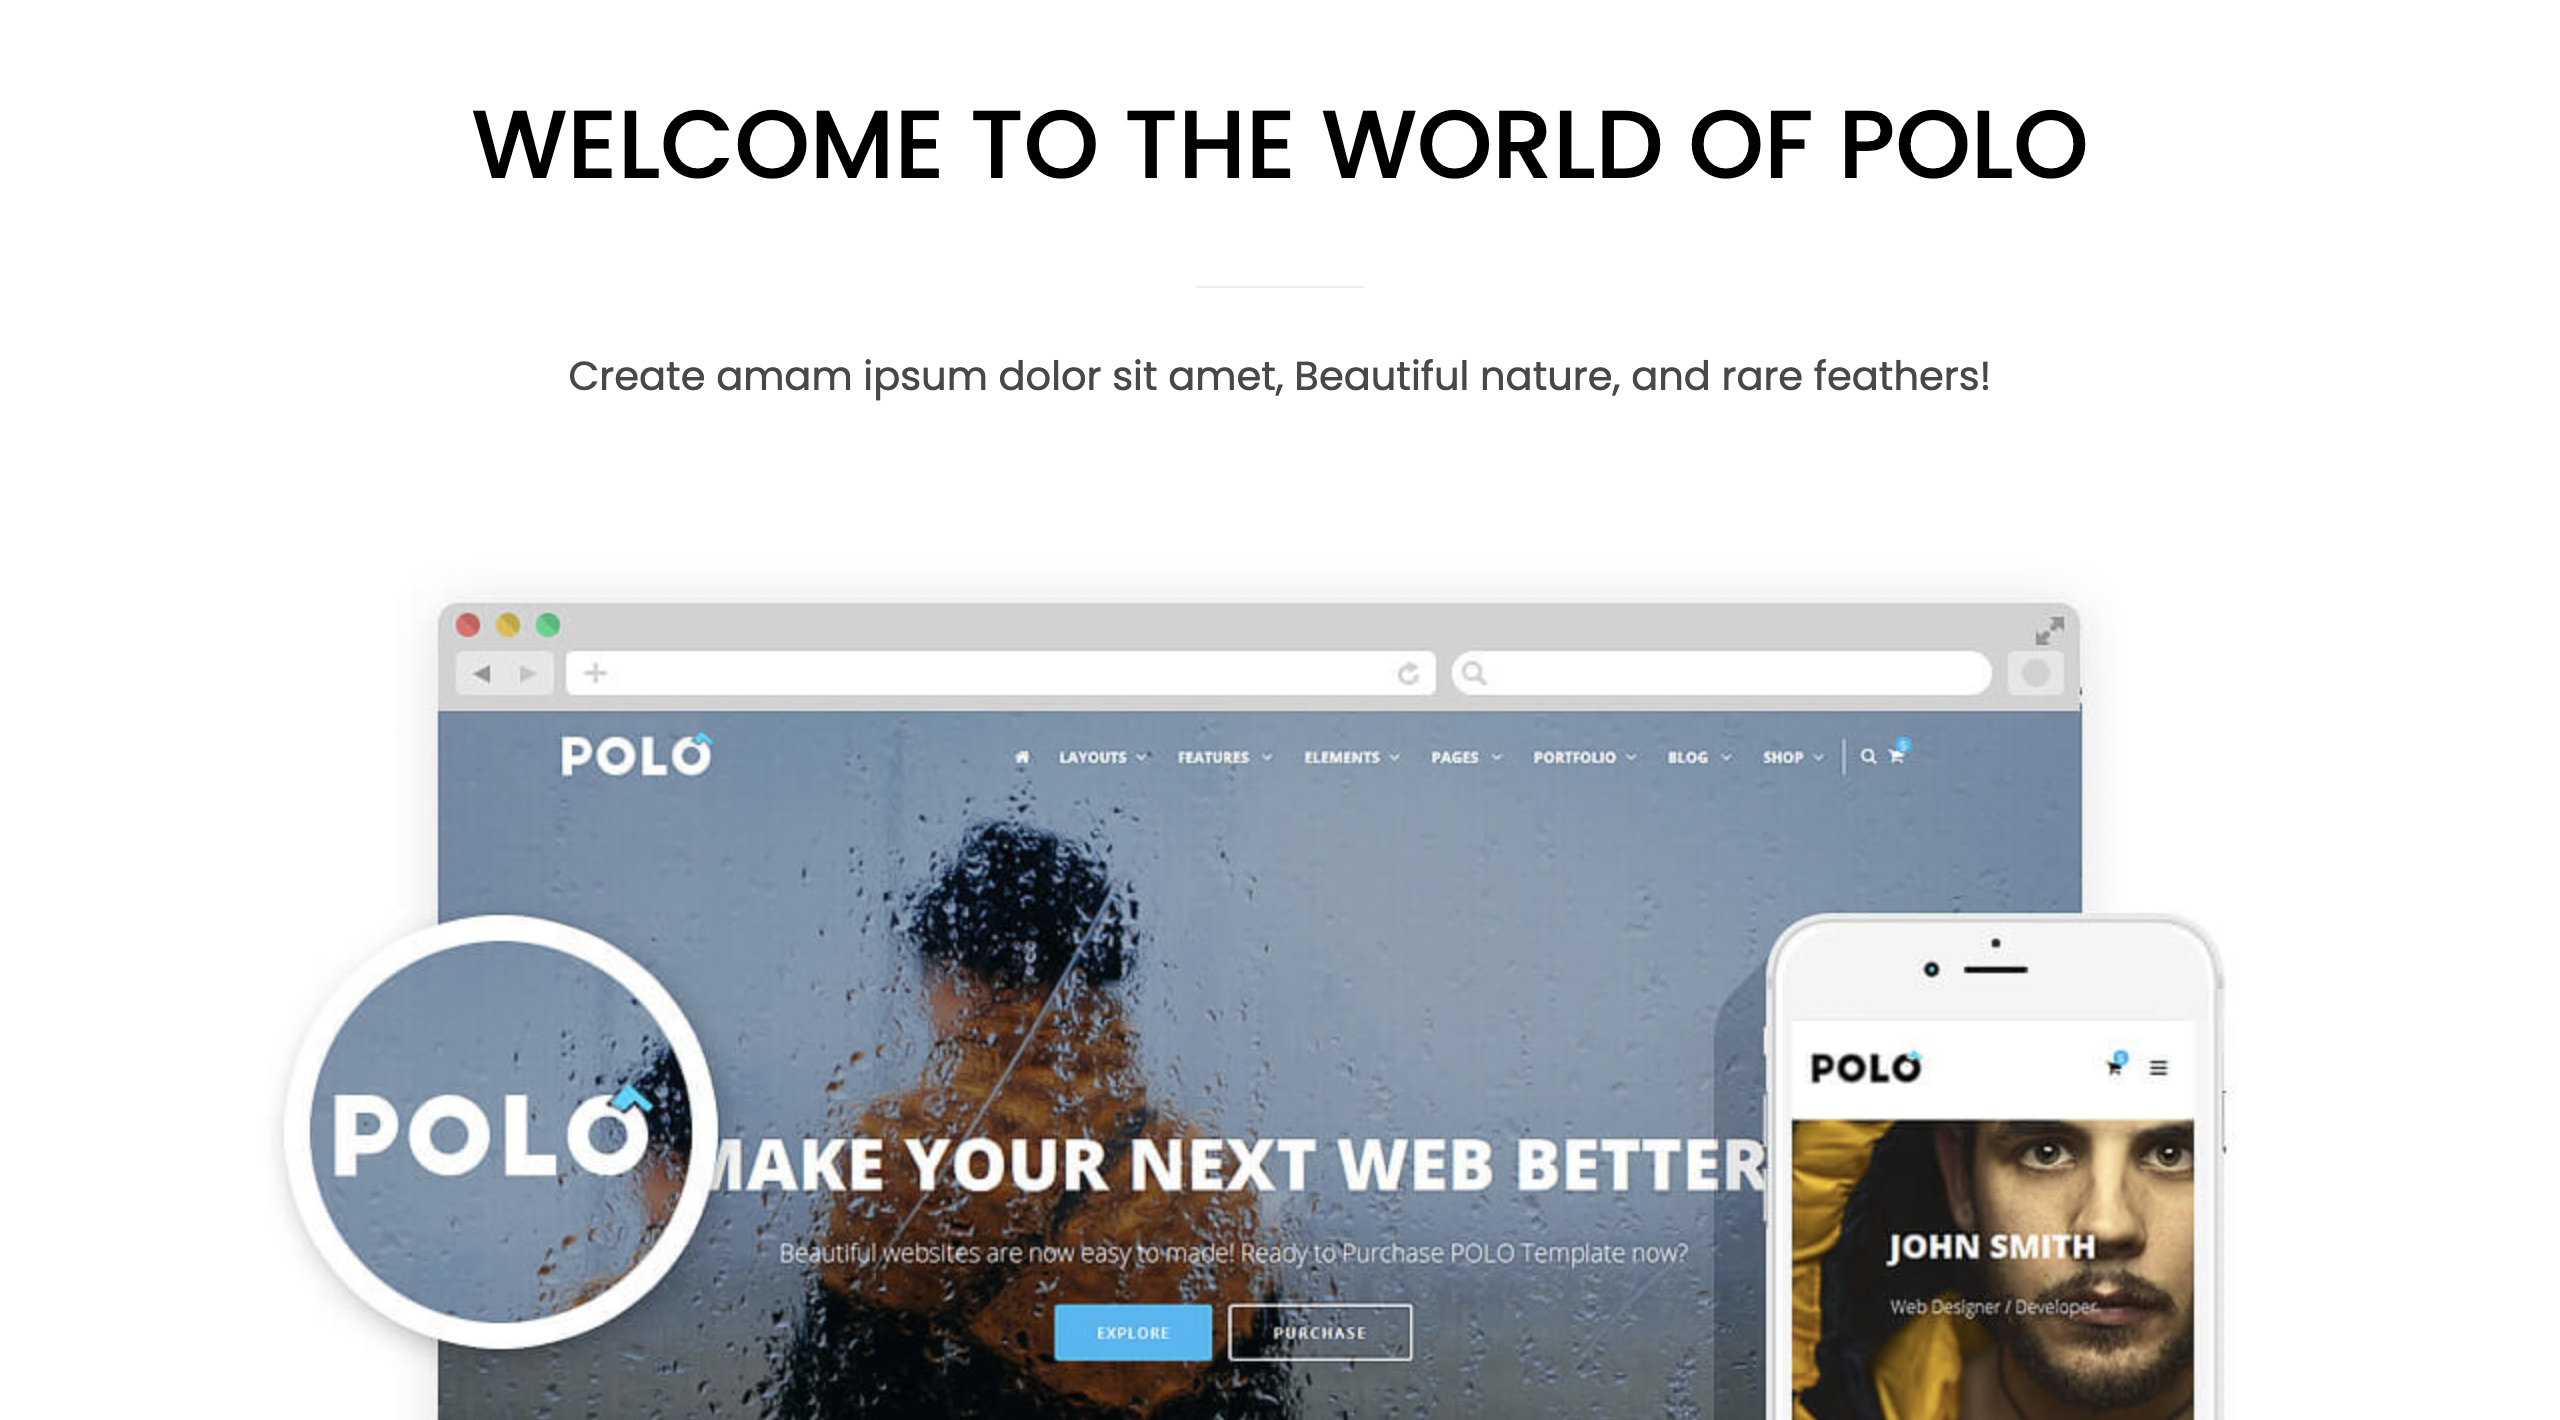 WELCOME TO THE WORLD OF POLO
Create amam ipsum dolor sit amet, Beautiful nature, and rare feathers!
POLO
LAYOUTS FEATURES ELEMENTS PAGES PORTFOLIO BLOG SHOP
POLO
MAKE YOUR NEXT WEB BETTER
Beautiful websites are now easy to made! Ready to Purchase POLO Template now?
EXPLORE PURCHASE
POLO
JOHN SMITH
Web Designer / Developer